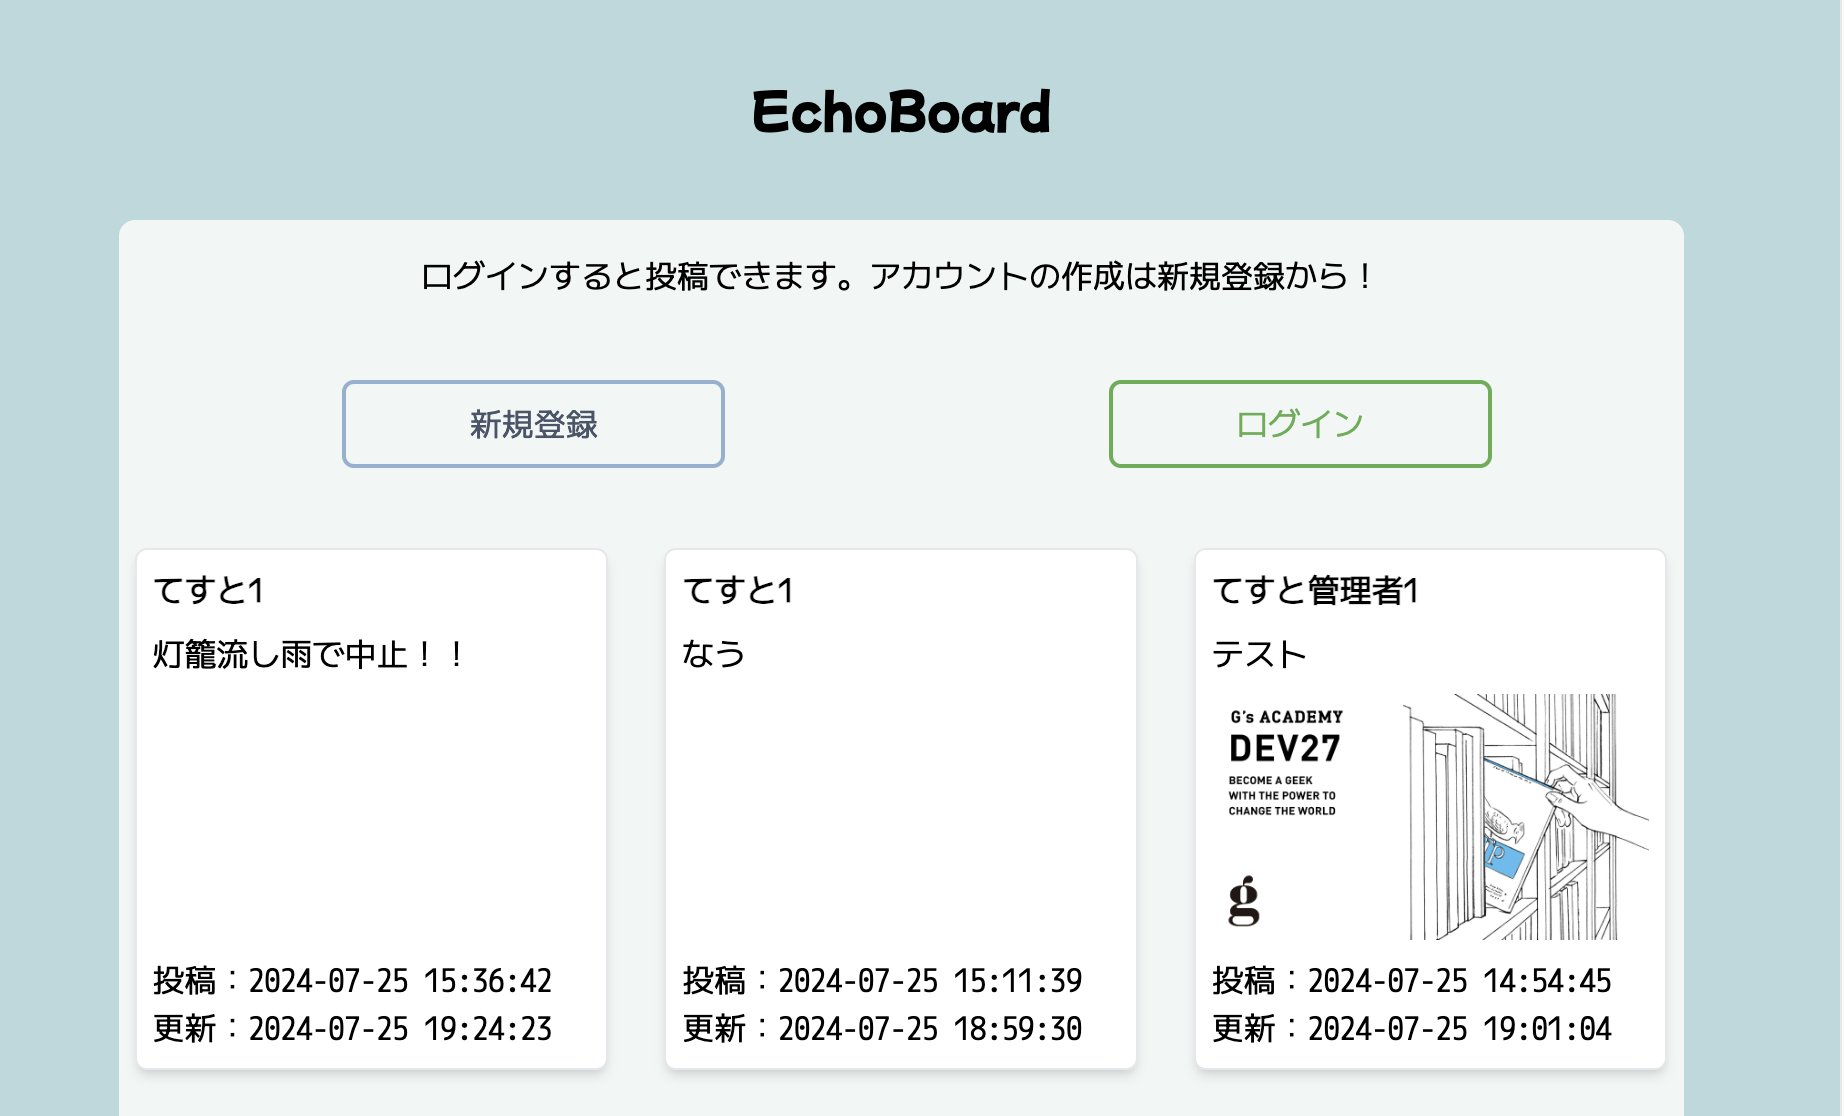 EchoBoard
ログインすると投稿できます。アカウントの作成は新規登録から！
新規登録
ログイン
てすと1
灯籠流し雨で中止！！
投稿：2024-07-25 15:36:42
更新：2024-07-25 19:24:23
てすと1
なう
投稿：2024-07-25 15:11:39
更新：2024-07-25 18:59:30
てすと管理者1
テスト
G's ACADEMY
DEV27
BECOME A GEEK
WITH THE POWER TO
CHANGE THE WORLD
g
投稿：2024-07-25 14:54:45
更新：2024-07-25 19:01:04